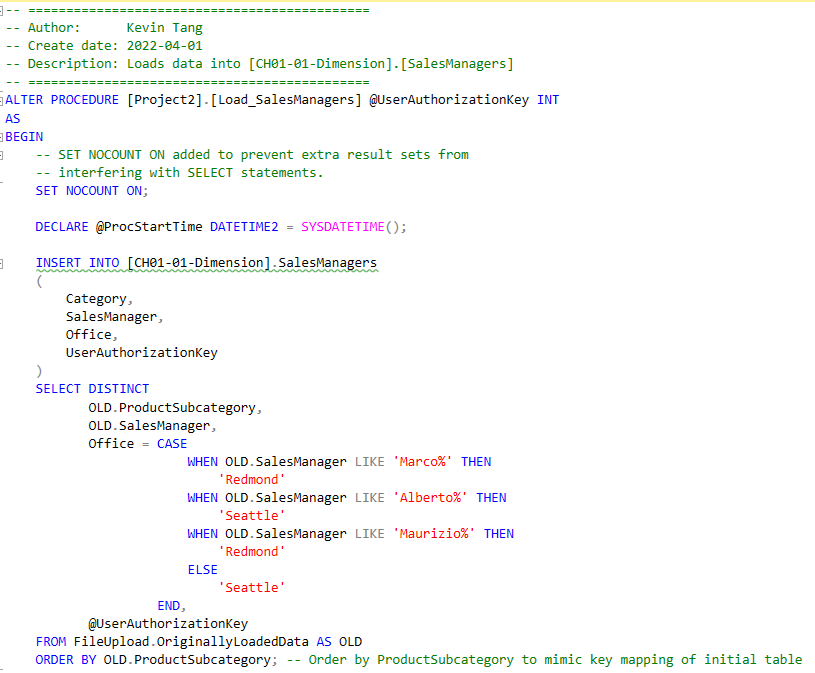 -- =============================================
-- Author:      Kevin Tang
-- Create date: 2022-04-01
-- Description: Loads data into [CH01-01-Dimension].[SalesManagers]
-- =============================================
ALTER PROCEDURE [Project2].[Load_SalesManagers] @UserAuthorizationKey INT
AS
BEGIN
    -- SET NOCOUNT ON added to prevent extra result sets from
    -- interfering with SELECT statements.
    SET NOCOUNT ON;

    DECLARE @ProcStartTime DATETIME2 = SYSDATETIME();

    INSERT INTO [CH01-01-Dimension].SalesManagers
    (
        Category,
        SalesManager,
        Office,
        UserAuthorizationKey
    )
    SELECT DISTINCT
           OLD.ProductSubcategory,
           OLD.SalesManager,
           Office = CASE
                        WHEN OLD.SalesManager LIKE 'Marco%' THEN
                            'Redmond'
                        WHEN OLD.SalesManager LIKE 'Alberto%' THEN
                            'Seattle'
                        WHEN OLD.SalesManager LIKE 'Maurizio%' THEN
                            'Redmond'
                        ELSE
                            'Seattle'
                    END,
           @UserAuthorizationKey
    FROM FileUpload.OriginallyLoadedData AS OLD
    ORDER BY OLD.ProductSubcategory; -- Order by ProductSubcategory to mimic key mapping of initial table